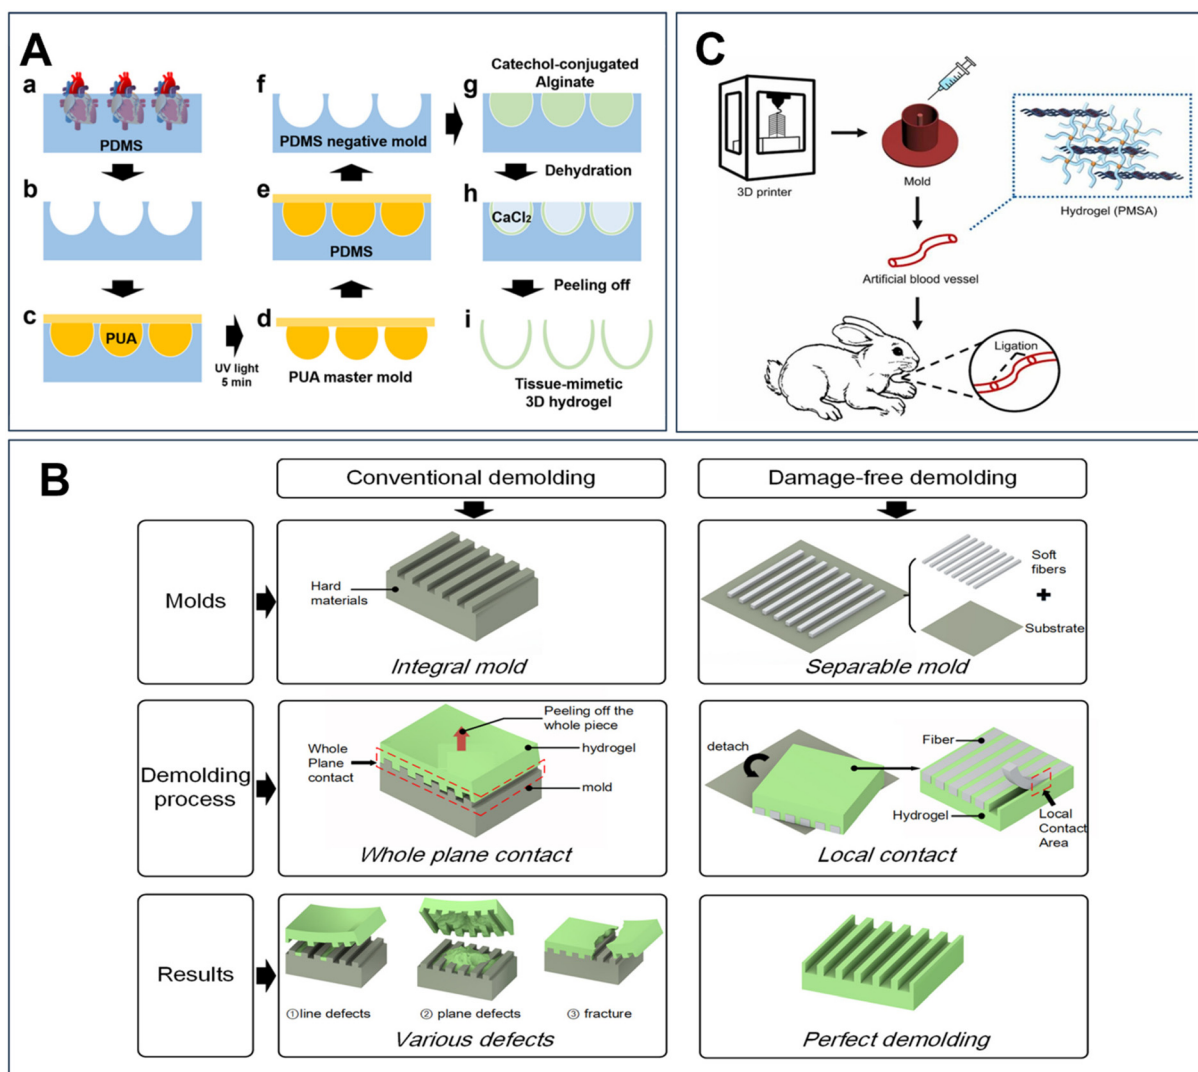 A
a
PDMS
b
c
PUA
UV light
5 min
d
PUA master mold
e
PDMS
f
PDMS negative mold
g
Catechol-conjugated
Alginate
Dehydration
h
CaCl₂
Peeling off
i
Tissue-mimetic
3D hydrogel
C
3D printer
Mold
Hydrogel (PMSA)
Artificial blood vessel
Ligation
B
Conventional demolding
Damage-free demolding
Molds
Hard
materials
Integral mold
Soft
fibers
+
Substrate
Separable mold
Demolding
process
Peeling off the
whole piece
Whole
Plane
contact
hydrogel
mold
Whole plane contact
detach
Fiber
Hydrogel
Local
Contact
Area
Local contact
Results
①line defects
② plane defects
③ fracture
Various defects
Perfect demolding